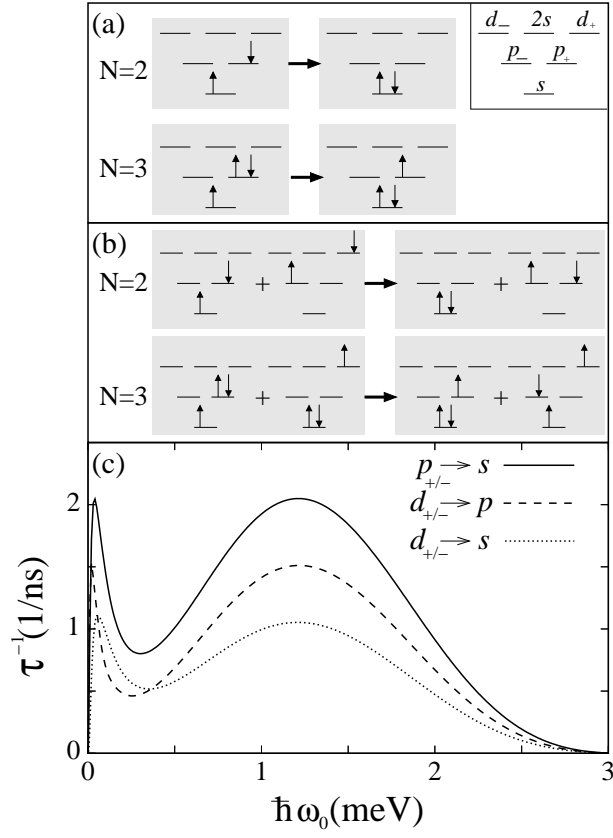 (a)
d− 2s d+
p− p+
s
N=2
N=3
(b)
N=2
+ +
N=3
+ +
(c)
p+/− → s
d+/− → p
d+/− → s
τ⁻¹(1/ns)
2
1
0
0 1 2 3
ħω₀(meV)